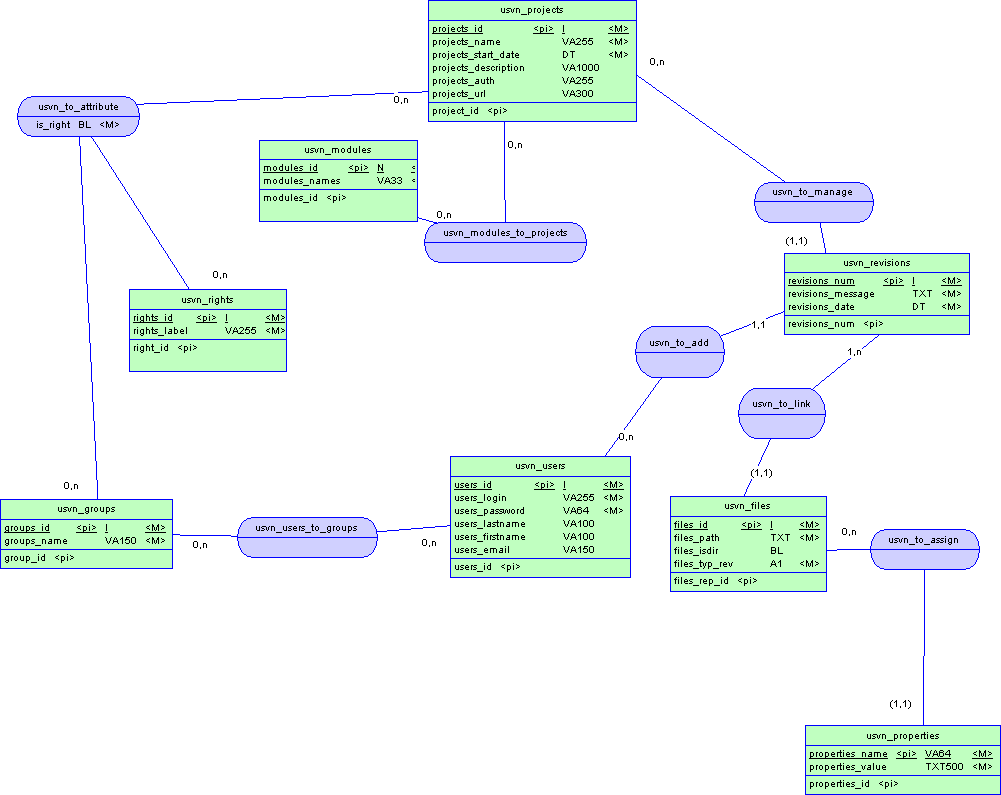 usvn_projects
projects_id <pi> I <M>
projects_name VA255 <M>
projects_start_date DT <M>
projects_description VA1000
projects_auth VA255
projects_url VA300
project_id <pi>
0,n
0,n
0,n
usvn_to_attribute
is_right BL <M>
usvn_modules
modules_id <pi> N <
modules_names VA33 <
modules_id <pi>
0,n
usvn_modules_to_projects
usvn_to_manage
(1,1)
usvn_revisions
revisions_num <pi> I <M>
revisions_message TXT <M>
revisions_date DT <M>
revisions_num <pi>
0,n
usvn_rights
rights_id <pi> I <M>
rights_label VA255 <M>
right_id <pi>
1,1
usvn_to_add
1,n
usvn_to_link
0,n
(1,1)
usvn_users
users_id <pi> I <M>
users_login VA255 <M>
users_password VA64 <M>
users_lastname VA100
users_firstname VA100
users_email VA150
users_id <pi>
0,n
usvn_groups
groups_id <pi> I <M>
groups_name VA150 <M>
group_id <pi>
0,n
usvn_users_to_groups
0,n
usvn_files
files_id <pi> I <M>
files_path TXT <M>
files_isdir BL
files_typ_rev A1 <M>
files_rep_id <pi>
0,n
usvn_to_assign
(1,1)
usvn_properties
properties_name <pi> VA64 <M>
properties_value TXT500 <M>
properties_id <pi>